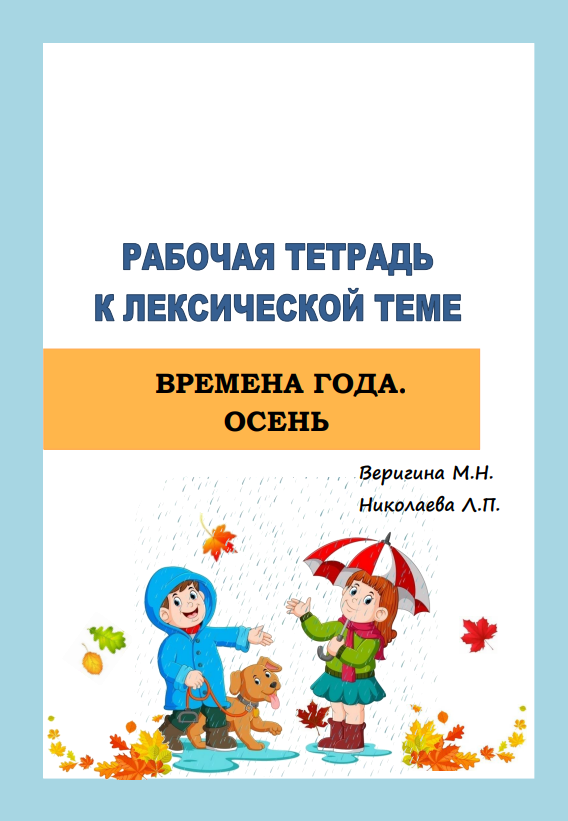 РАБОЧАЯ ТЕТРАДЬ
К ЛЕКСИЧЕСКОЙ ТЕМЕ
ВРЕМЕНА ГОДА.
ОСЕНЬ
Веригина М.Н.
Николаева Л.П.